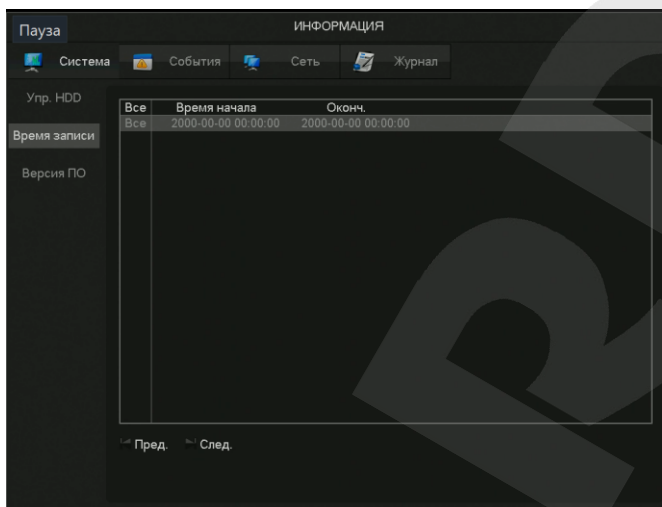 Пауза
ИНФОРМАЦИЯ
Система События Сеть Журнал
Упр. HDD
Время записи
Версия ПО
Все Время начала Оконч.
Все 2000-00-00 00:00:00 2000-00-00 00:00:00
Пред. След.